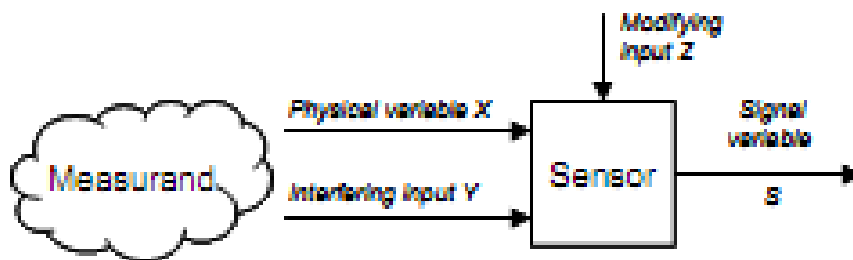 Modifying
input Z
Physical variable X
Signal
variable
Measurand
Sensor
Interfering input Y
S